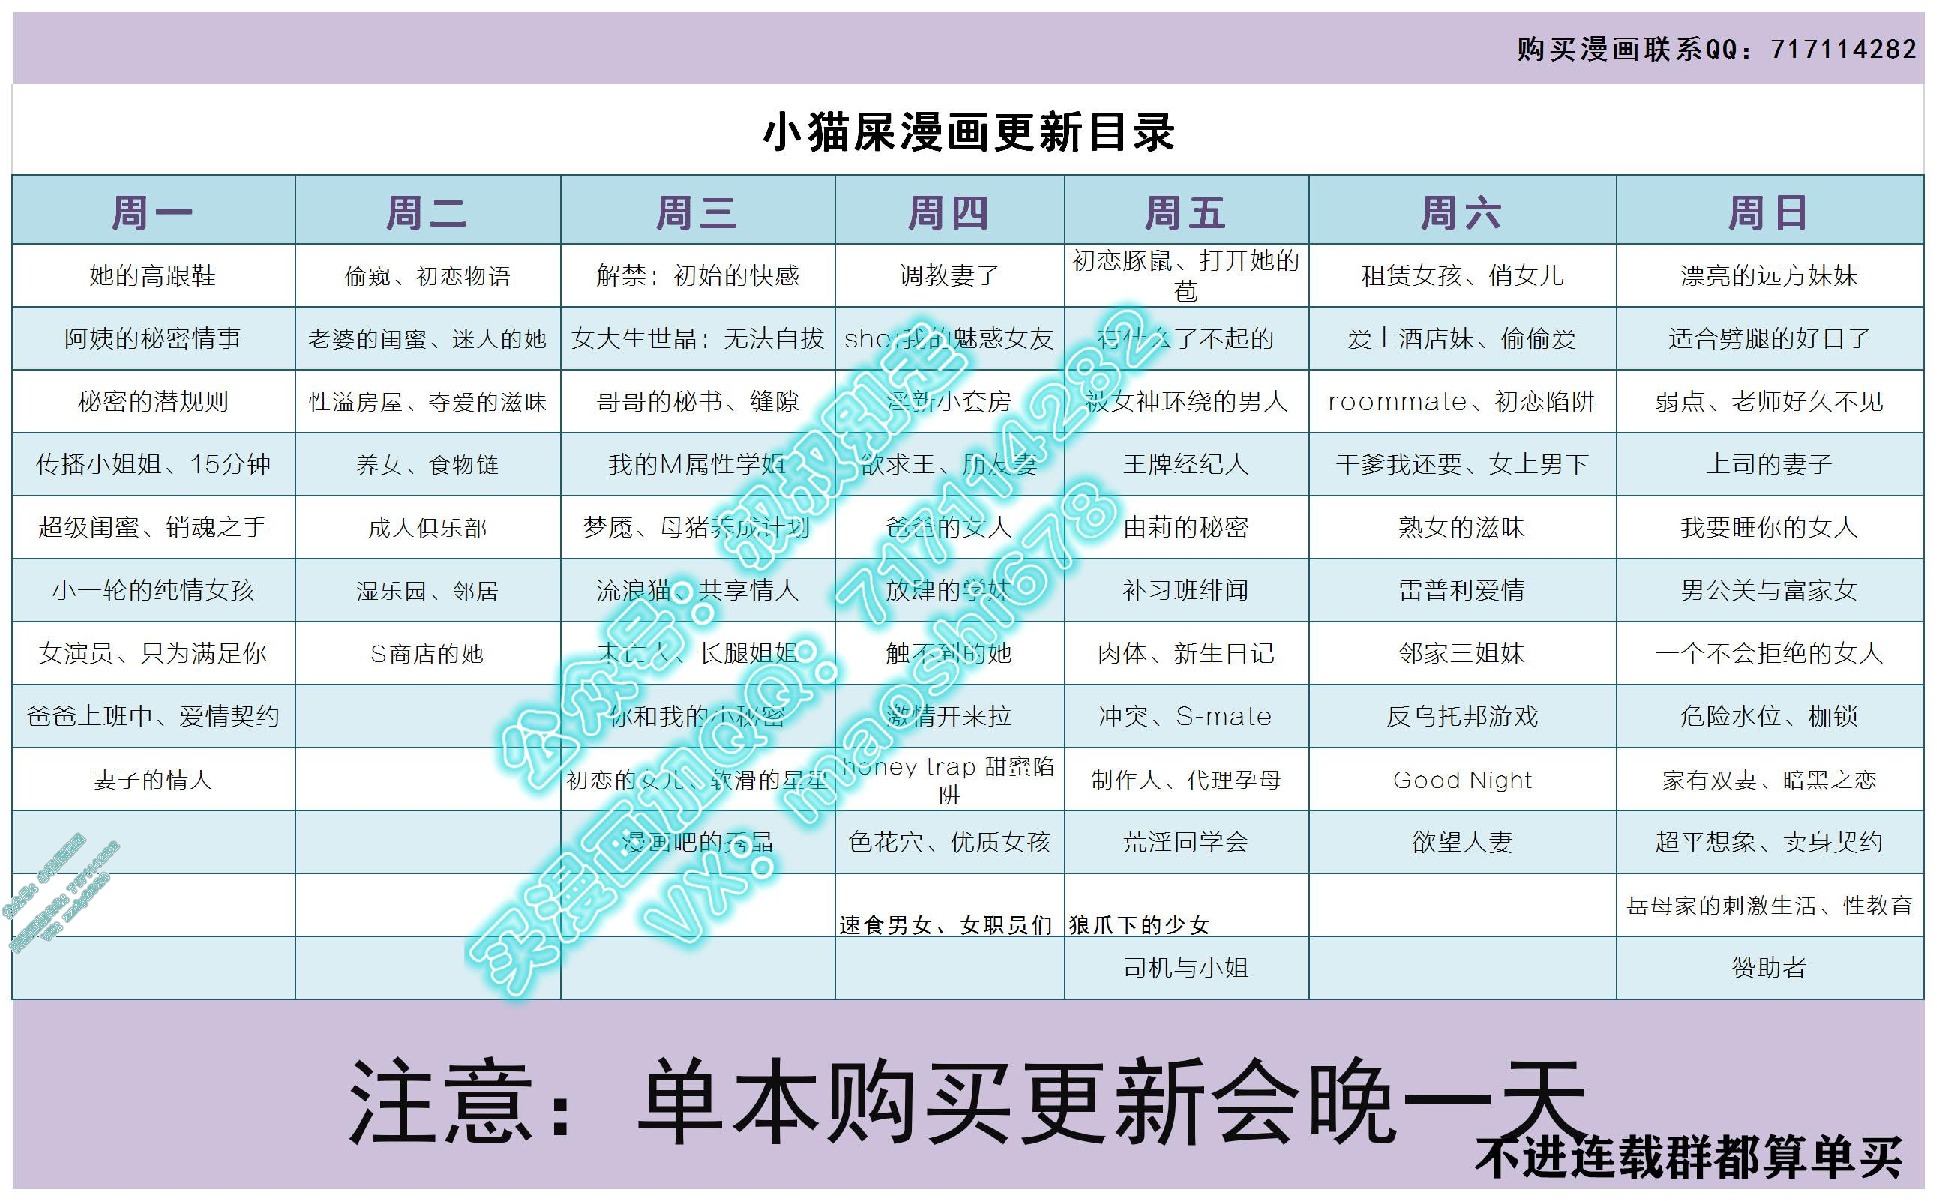 购买漫画联系QQ：717114282
小猫屎漫画更新目录
周一 周二 周三 周四 周五 周六 周日
她的高跟鞋 偷窥、初恋物语 解禁：初始的快感 调教妻子 初恋豚鼠、打开她的苞 租赁女孩、俏女儿 漂亮的远方妹妹
阿姨的秘密情事 老婆的闺蜜、迷人的她 女大生世晶：无法自拔 she:我的魅惑女友 有什么了不起的 爱上酒店妹、偷偷爱 适合劈腿的好日子
秘密的潜规则 性溢房屋、夺爱的滋味 哥哥的秘书、缝隙 淫新小套房 被女神环绕的男人 roommate、初恋陷阱 弱点、老师好久不见
传播小姐姐、15分钟 养女、食物链 我的M属性学姐 欲求王、朋友妻 王牌经纪人 干爹我还要、女上男下 上司的妻子
超级闺蜜、销魂之手 成人俱乐部 梦魇、母猪养成计划 爸爸的女人 由莉的秘密 熟女的滋味 我要睡你的女人
小一轮的纯情女孩 湿乐园、邻居 流浪猫、共享情人 放肆的学妹 补习班绯闻 雷普利爱情 男公关与富家女
女演员、只为满足你 S商店的她 未亡人、长腿姐姐 触不到的她 肉体、新生日记 邻家三姐妹 一个不会拒绝的女人
爸爸上班中、爱情契约 你和我的小秘密 激情开来拉 冲突、S-mate 反乌托邦游戏 危险水位、枷锁
妻子的情人 初恋的女儿、软滑的星星 honey trap 甜蜜陷阱 制作人、代理孕母 Good Night 家有双妻、暗黑之恋
漫画吧的秀晶 色花穴、优质女孩 荒淫同学会 欲望人妻 超乎想象、卖身契约
速食男女、女职员们 狼爪下的少女 岳母家的刺激生活、性教育
司机与小姐 赞助者
买漫画加QQ：717114282
VX：maoshi678
注意：单本购买更新会晚一天
不进连载群都算单买